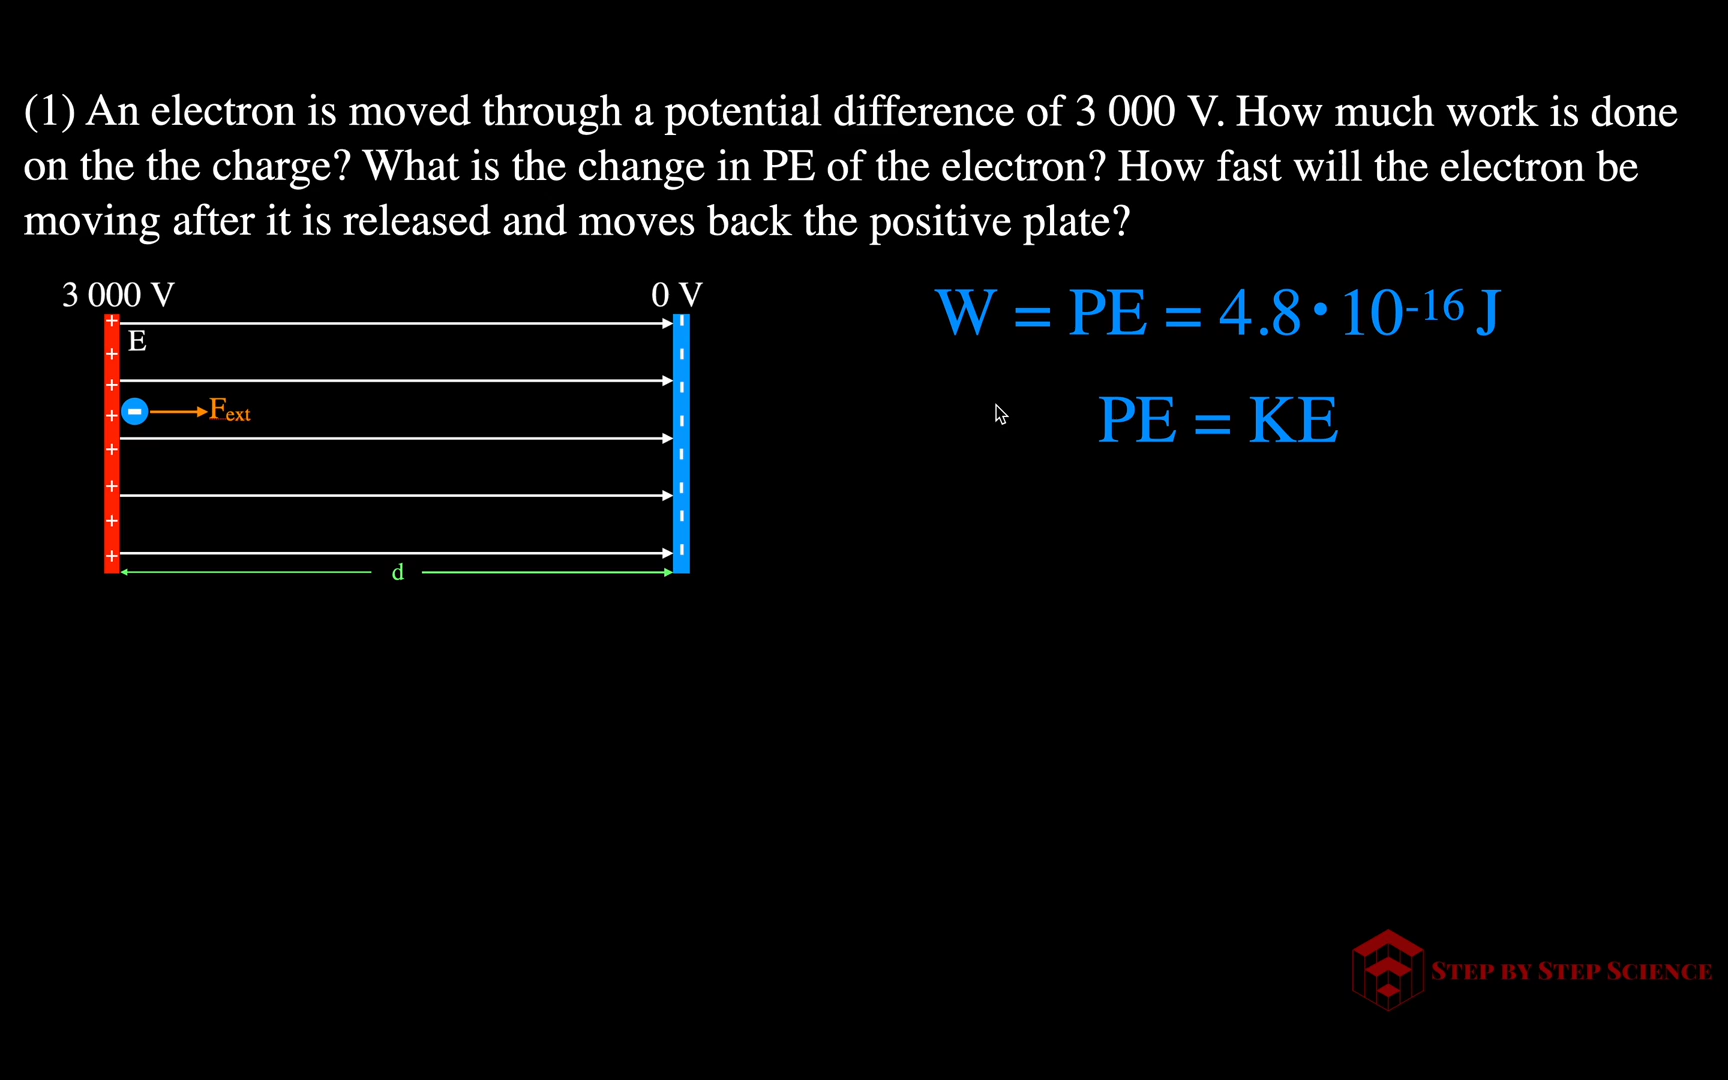 (1) An electron is moved through a potential difference of 3 000 V. How much work is done
on the the charge? What is the change in PE of the electron? How fast will the electron be
moving after it is released and moves back the positive plate?
3 000 V
0 V
W = PE = 4.8 • 10⁻¹⁶ J
E
PE = KE
Fext
d
STEP BY STEP SCIENCE